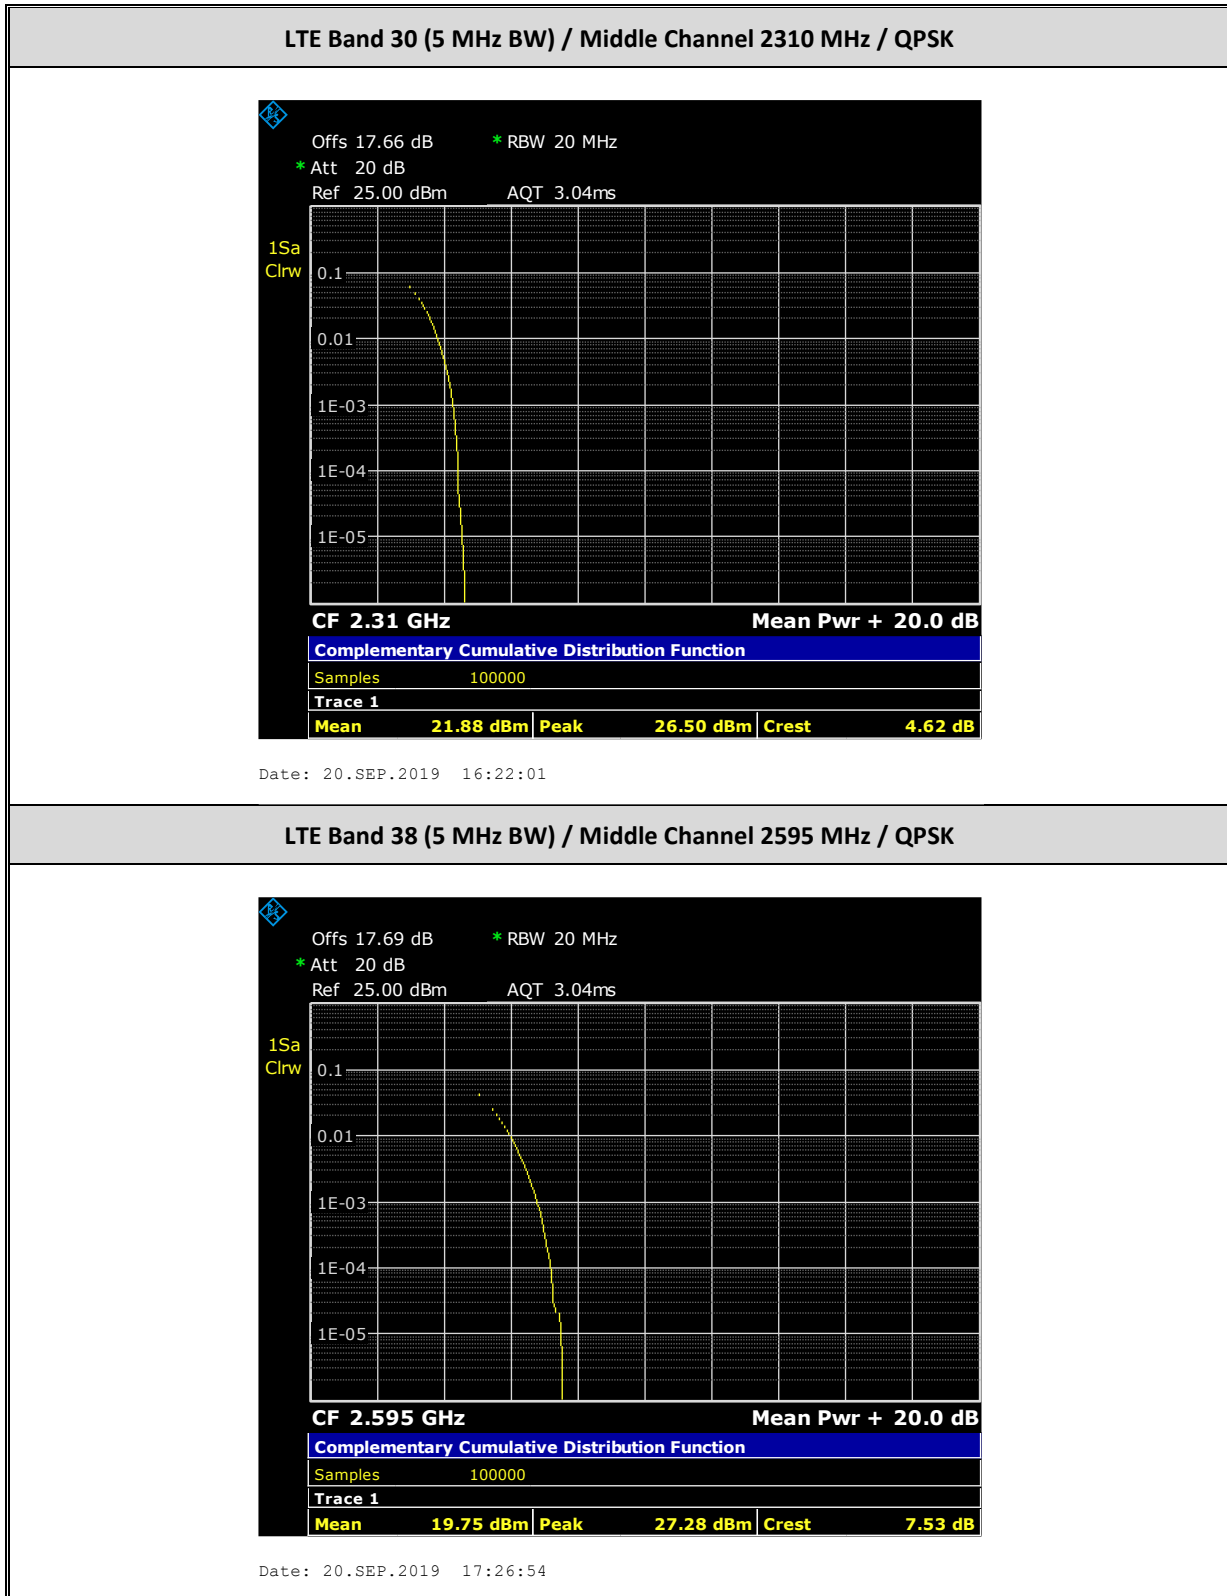 LTE Band 30 (5 MHz BW) / Middle Channel 2310 MHz / QPSK
Offs 17.66 dB * RBW 20 MHz
* Att 20 dB
Ref 25.00 dBm AQT 3.04ms
1Sa
Clrw
0.1
0.01
1E-03
1E-04
1E-05
CF 2.31 GHz Mean Pwr + 20.0 dB
Complementary Cumulative Distribution Function
Samples 100000
Trace 1
Mean 21.88 dBm Peak 26.50 dBm Crest 4.62 dB
Date: 20.SEP.2019 16:22:01
LTE Band 38 (5 MHz BW) / Middle Channel 2595 MHz / QPSK
Offs 17.69 dB * RBW 20 MHz
* Att 20 dB
Ref 25.00 dBm AQT 3.04ms
1Sa
Clrw
0.1
0.01
1E-03
1E-04
1E-05
CF 2.595 GHz Mean Pwr + 20.0 dB
Complementary Cumulative Distribution Function
Samples 100000
Trace 1
Mean 19.75 dBm Peak 27.28 dBm Crest 7.53 dB
Date: 20.SEP.2019 17:26:54